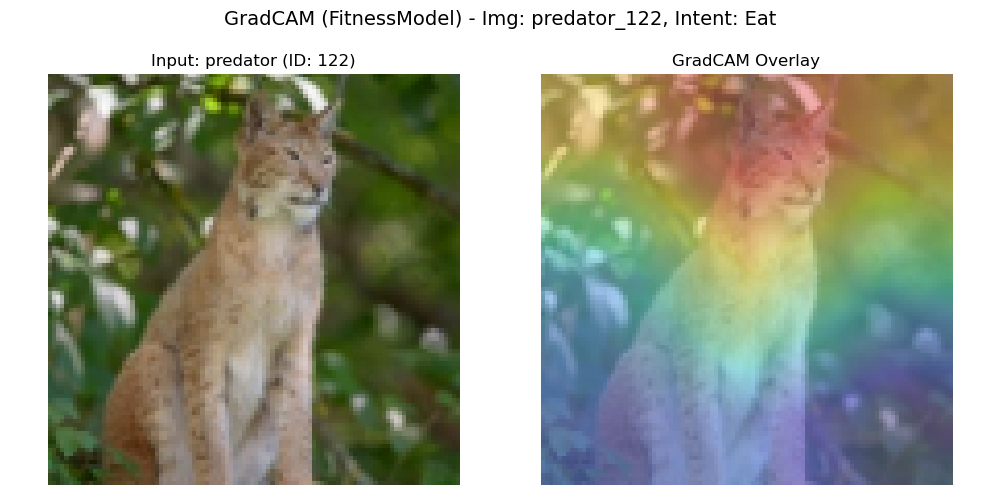 GradCAM (FitnessModel) - Img: predator_122, Intent: Eat
Input: predator (ID: 122)
GradCAM Overlay